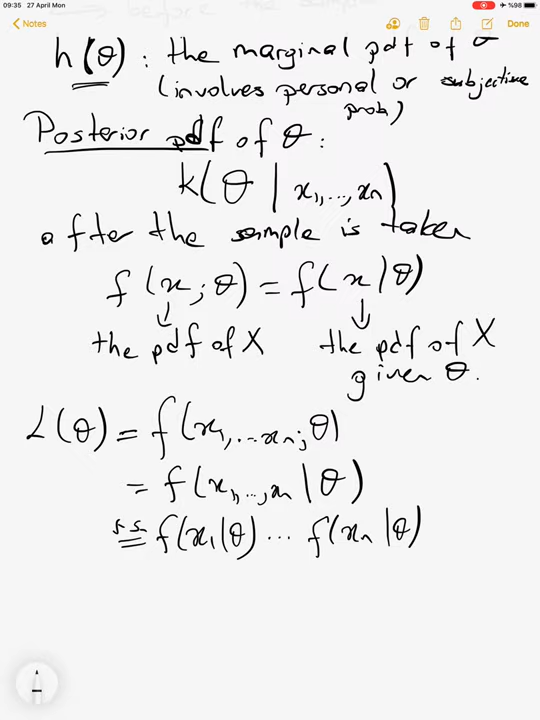 09:35 27 April Mon
%98
Notes
Done
h(θ) : the marginal pdf of θ
(involves personal or subjective
prob)
Posterior pdf of θ :
k(θ | x₁,...,xₙ)
after the sample is taken
f(x ; θ) = f(x | θ)
↓ ↓
the pdf of X the pdf of X
given θ.
L(θ) = f(x₁,...xₙ; θ)
= f(x₁,...,xₙ | θ)
r.s.
= f(x₁|θ) ... f(xₙ|θ)